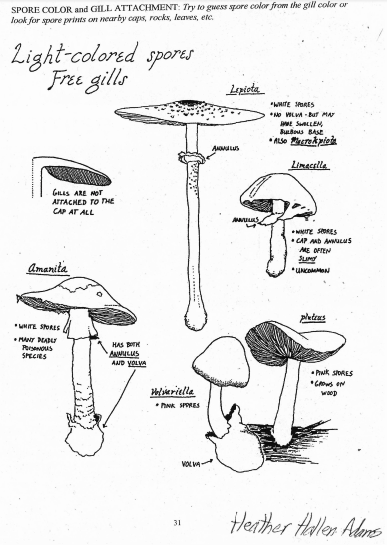 SPORE COLOR and GILL ATTACHMENT: Try to guess spore color from the gill color or
look for spore prints on nearby caps, rocks, leaves, etc.
Light-colored spores
Free gills
Lepiota
• WHITE SPORES
• NO VOLVA - BUT MAY
HAVE SWOLLEN,
BULBOUS BASE
• ALSO Macrolepiota
ANNULUS
GILLS ARE NOT
ATTACHED TO THE
CAP AT ALL
Limacella
ANNULUS
• WHITE SPORES
• CAP AND ANNULUS
ARE OFTEN
SLIMY
• UNCOMMON
Amanita
• WHITE SPORES
• MANY DEADLY
POISONOUS
SPECIES
HAS BOTH
ANNULUS
AND VOLVA
Pluteus
• PINK SPORES
• GROWS ON
WOOD
Volvariella
• PINK SPORES
VOLVA
31
Heather Hallen Adams